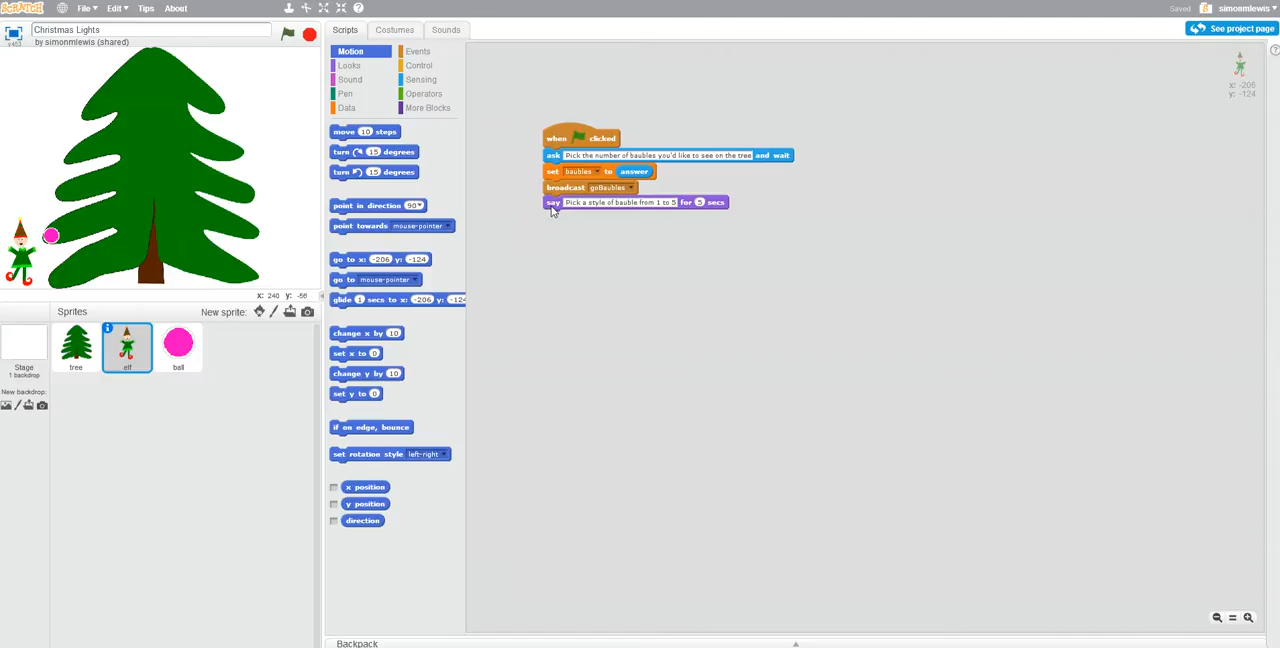 SCRATCH File Edit Tips About Saved simonmlewis
Christmas Lights
by simonmlewis (shared)
v453
Scripts Costumes Sounds
See project page
Motion Events
Looks Control
Sound Sensing
Pen Operators
Data More Blocks
move 10 steps
turn 15 degrees
turn 15 degrees
point in direction 90
point towards mouse-pointer
go to x: -206 y: -124
go to mouse-pointer
glide 1 secs to x: -206 y: -124
change x by 10
set x to 0
change y by 10
set y to 0
if on edge, bounce
set rotation style left-right
x position
y position
direction
when clicked
ask Pick the number of baubles you'd like to see on the tree and wait
set baubles to answer
broadcast goBaubles
say Pick a style of bauble from 1 to 5 for 5 secs
x: -206
y: -124
X: 240 y: -56
Sprites New sprite:
Stage
1 backdrop
New backdrop:
tree elf ball
Backpack